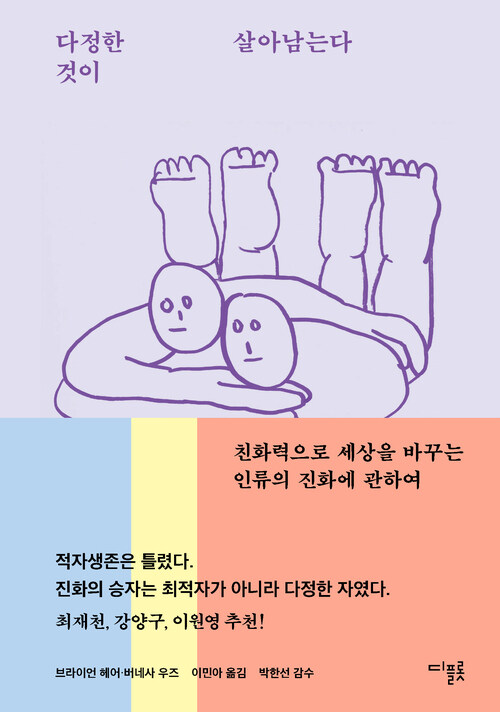 다정한 살아남는다
것이
친화력으로 세상을 바꾸는
인류의 진화에 관하여
적자생존은 틀렸다.
진화의 승자는 최적자가 아니라 다정한 자였다.
최재천, 강양구, 이원영 추천!
브라이언 헤어·버네사 우즈 이민아 옮김 박한선 감수
디플롯